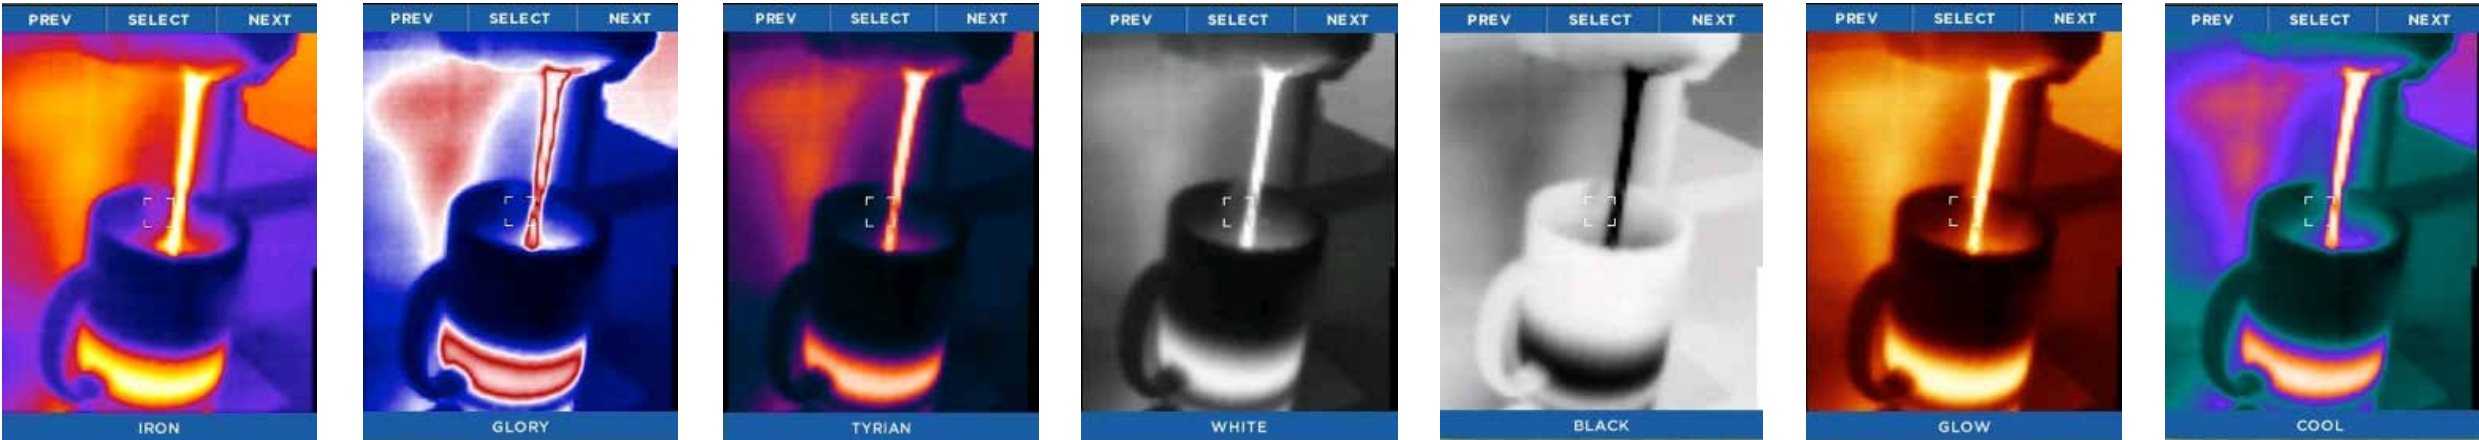 PREV SELECT NEXT
IRON
PREV SELECT NEXT
GLORY
PREV SELECT NEXT
TYRIAN
PREV SELECT NEXT
WHITE
PREV SELECT NEXT
BLACK
PREV SELECT NEXT
GLOW
PREV SELECT NEXT
COOL